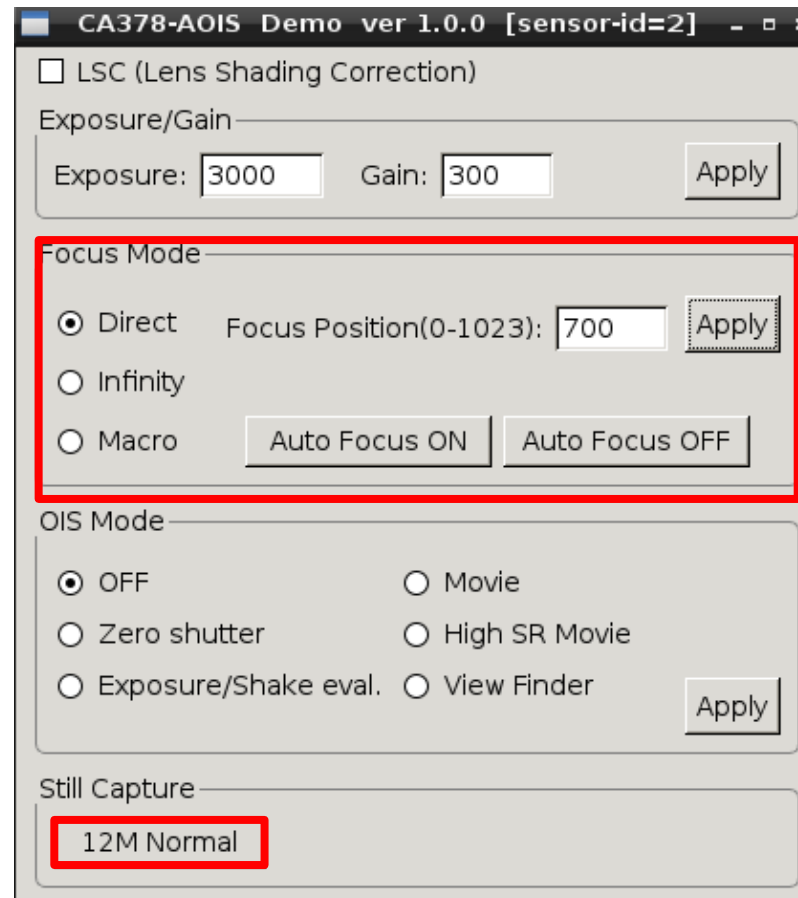 CA378-AOIS Demo ver 1.0.0 [sensor-id=2]
LSC (Lens Shading Correction)
Exposure/Gain
Exposure: 3000 Gain: 300 Apply
Focus Mode
Direct Focus Position(0-1023): 700 Apply
Infinity
Macro Auto Focus ON Auto Focus OFF
OIS Mode
OFF Movie
Zero shutter High SR Movie
Exposure/Shake eval. View Finder
Apply
Still Capture
12M Normal